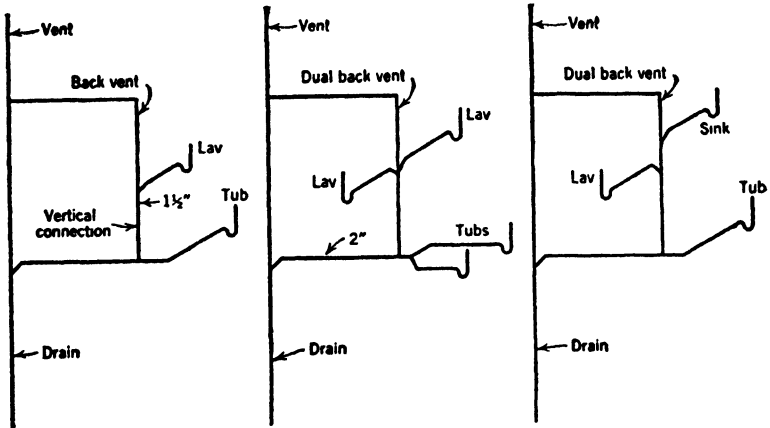 Vent
Back vent
Lav
1½"
Tub
Vertical
connection
Drain
Vent
Dual back vent
Lav
Lav
2"
Tubs
Drain
Vent
Dual back vent
Sink
Lav
Tub
Drain